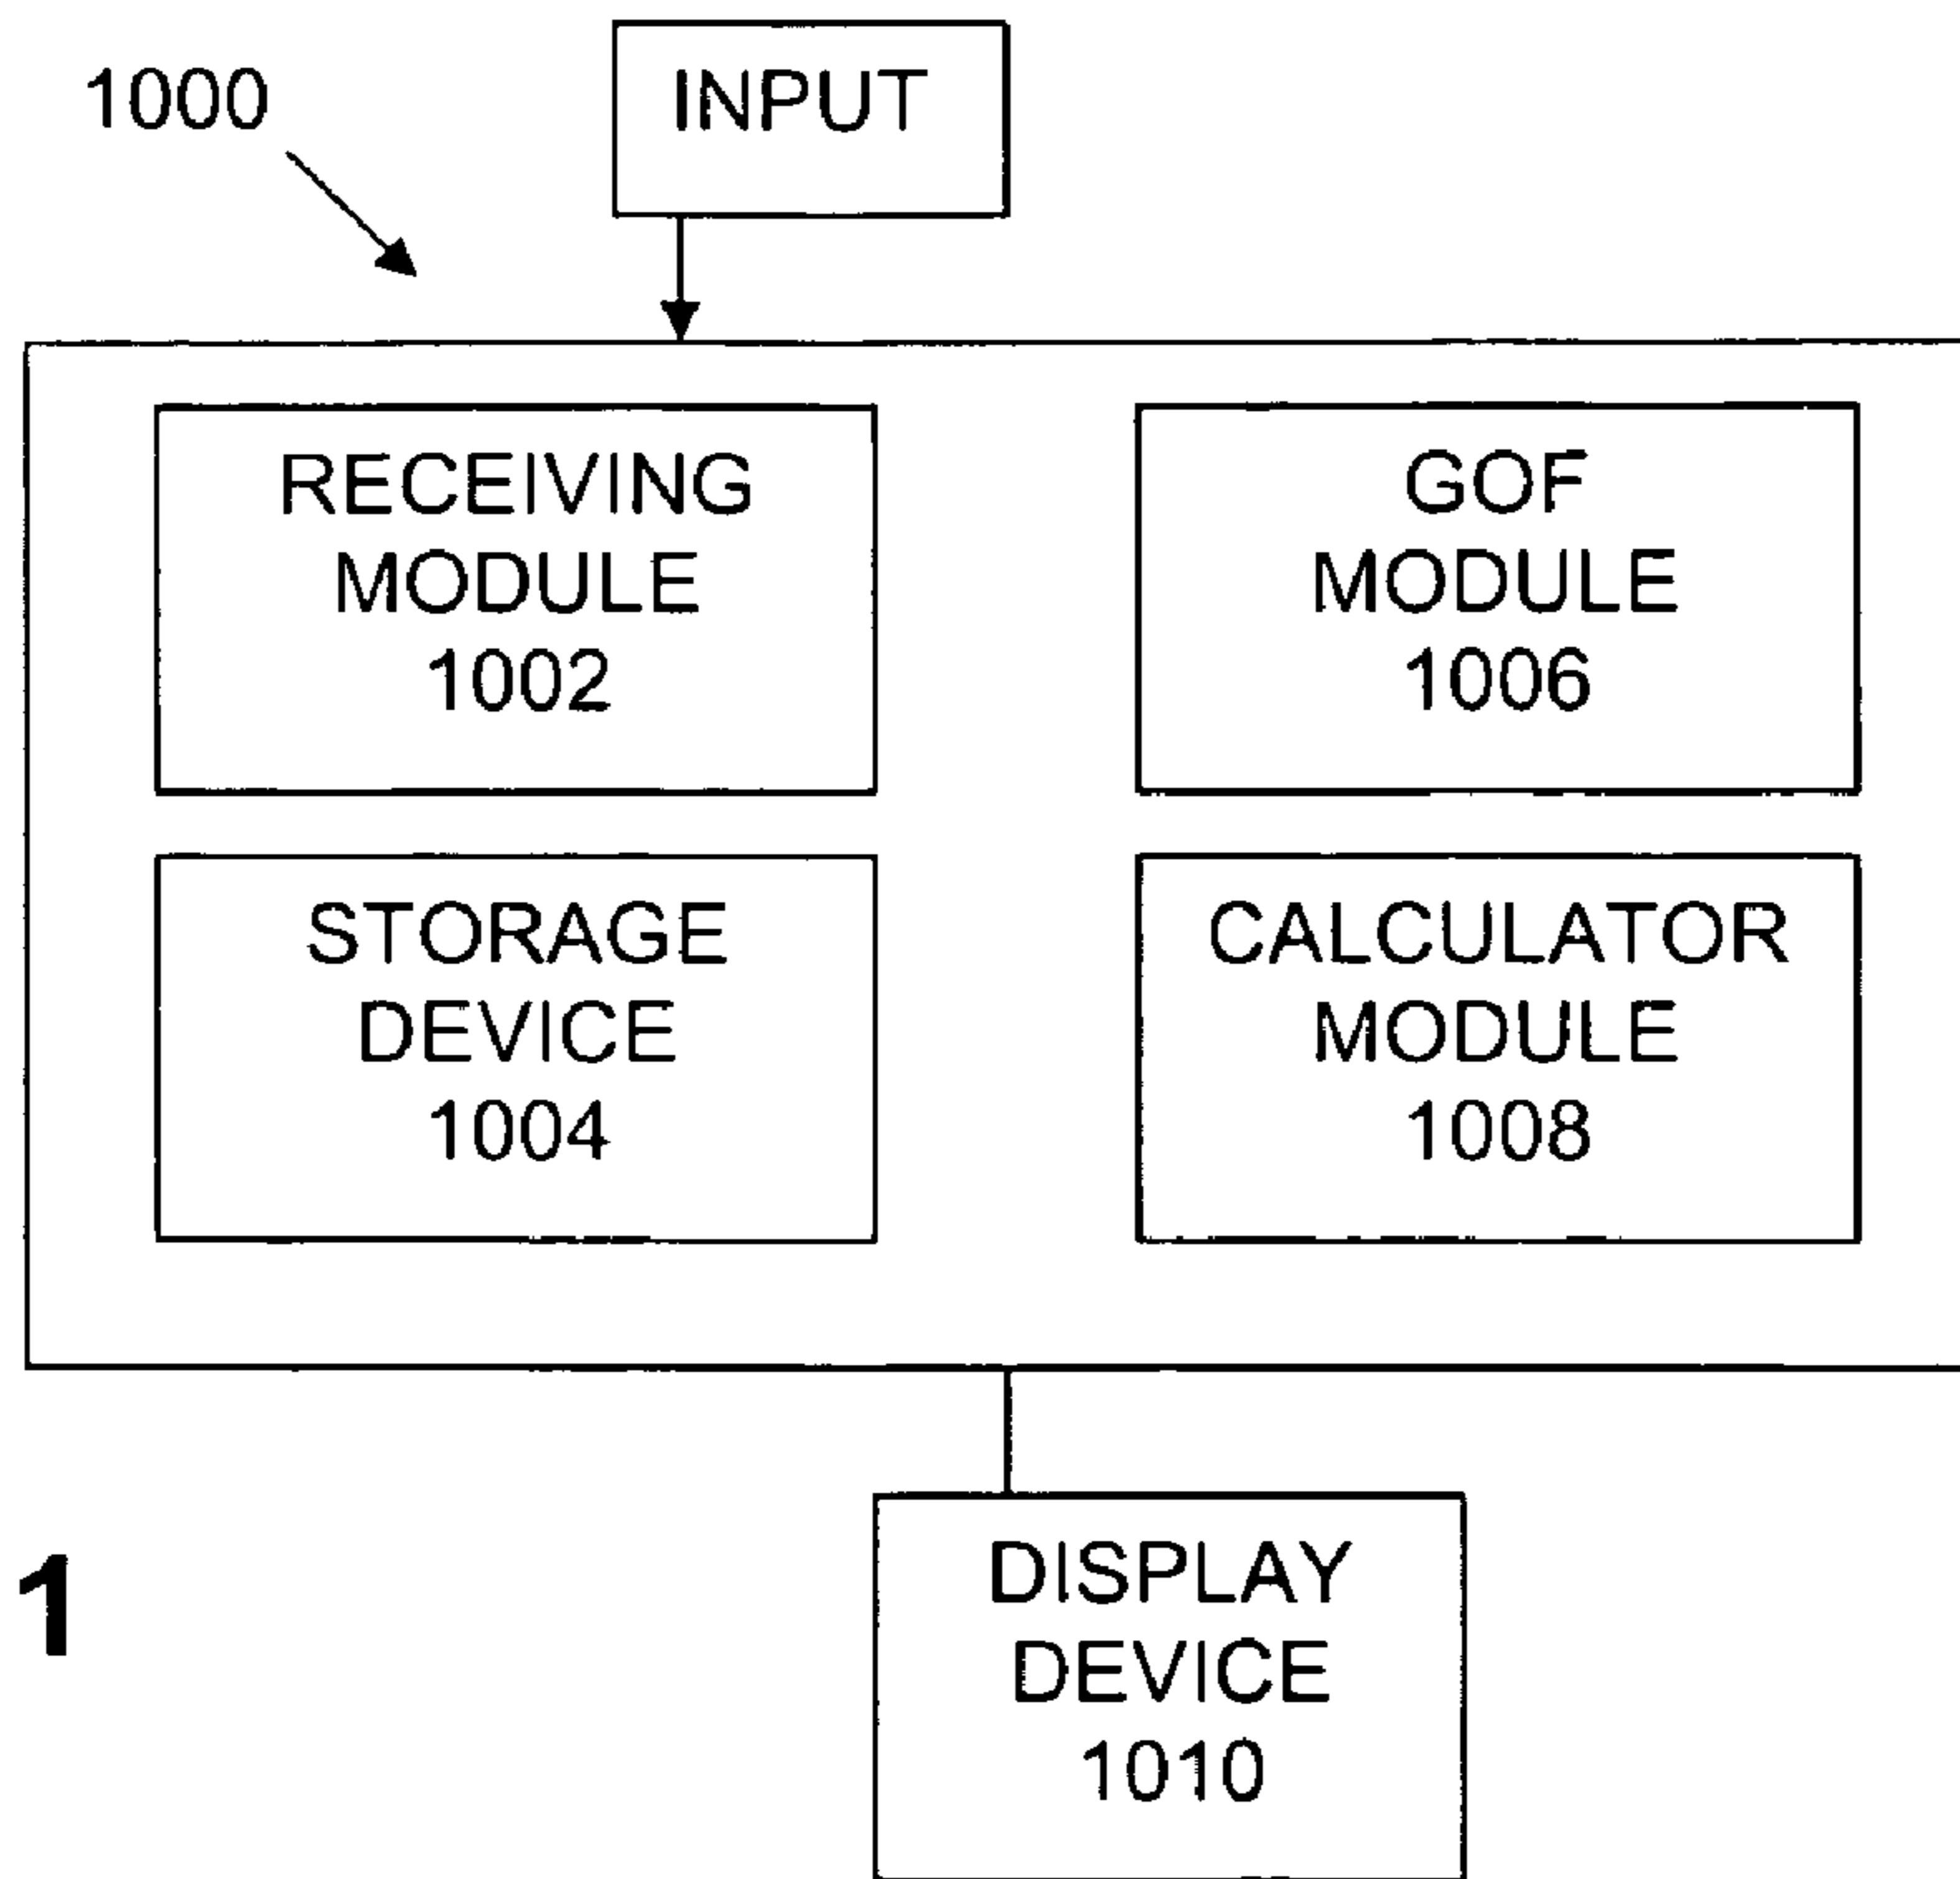 1000
INPUT
RECEIVING
MODULE
1002
GOF
MODULE
1006
STORAGE
DEVICE
1004
CALCULATOR
MODULE
1008
1
DISPLAY
DEVICE
1010